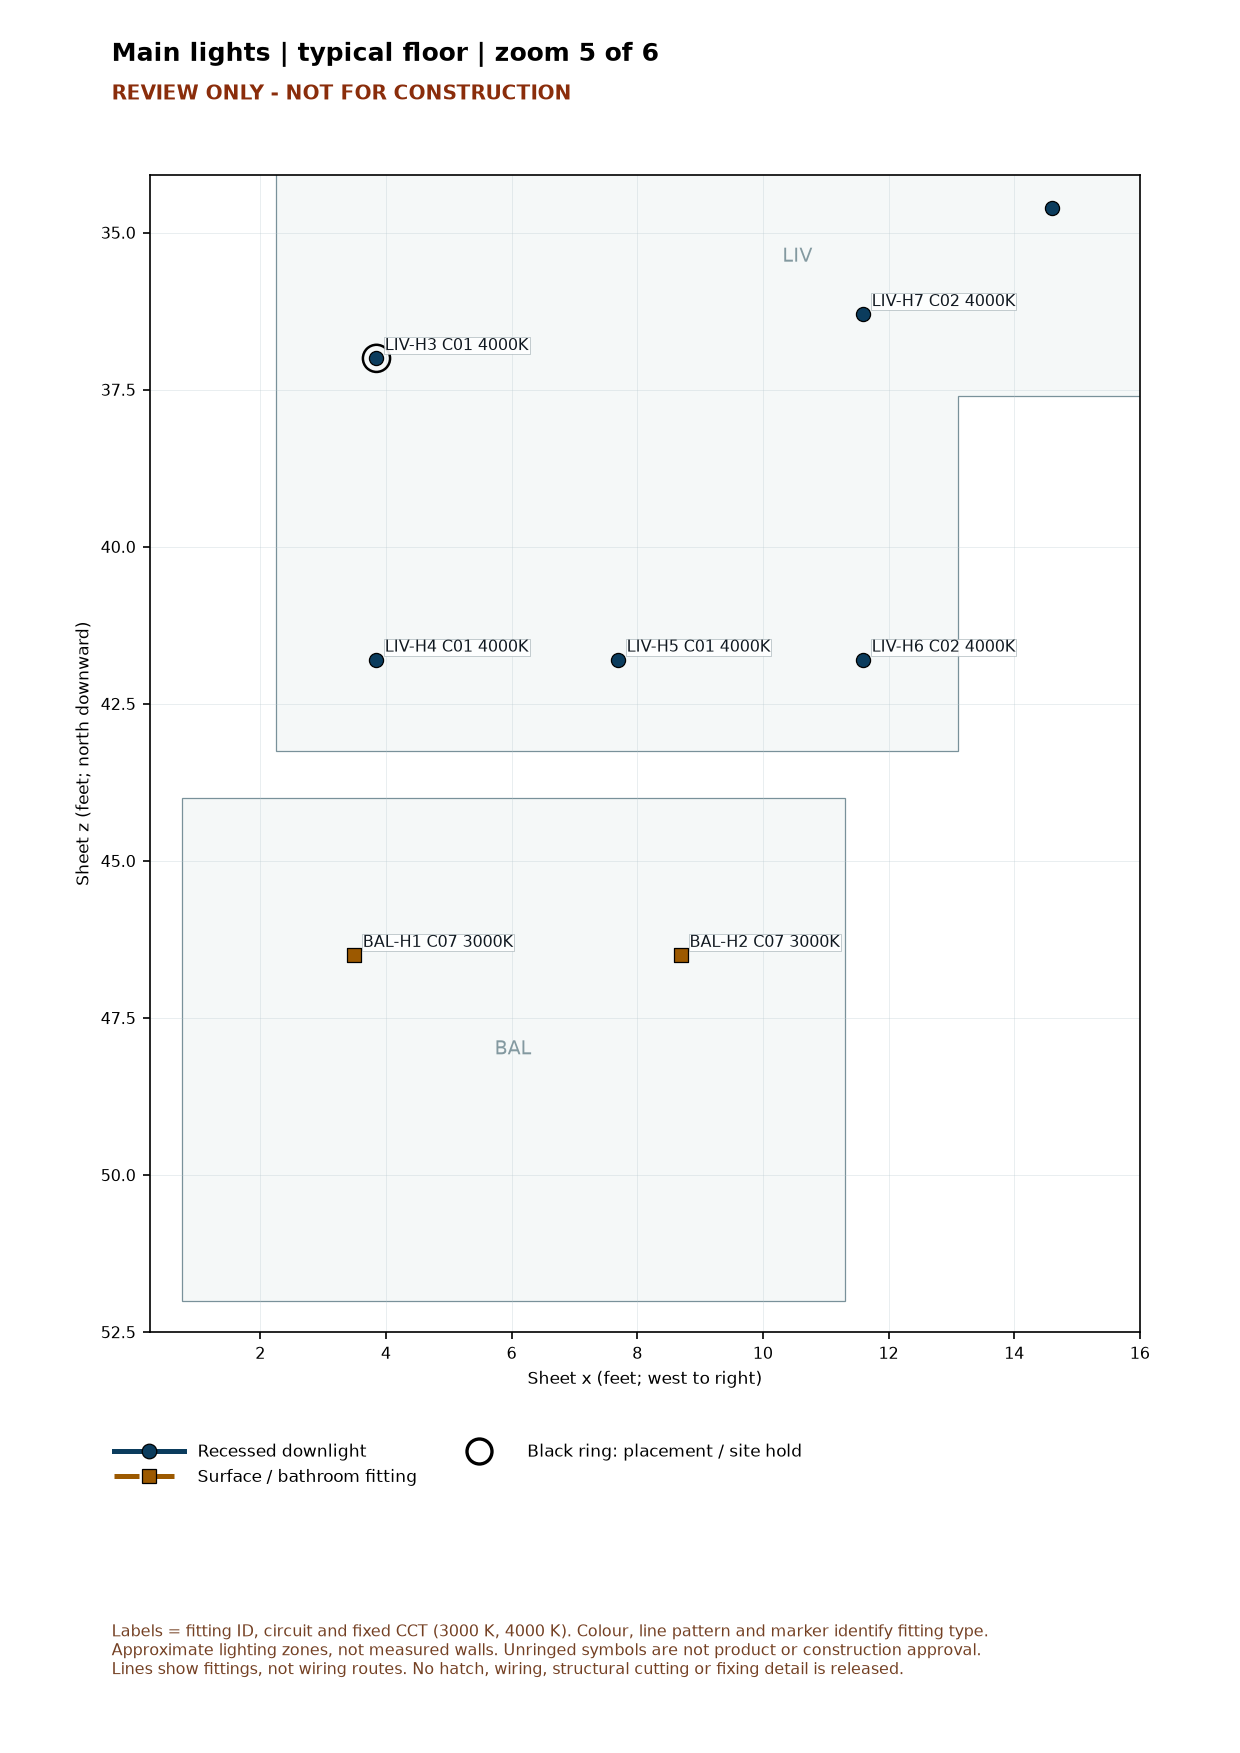 Main lights | typical floor | zoom 5 of 6
REVIEW ONLY - NOT FOR CONSTRUCTION
35.0
LIV
LIV-H7 C02 4000K
LIV-H3 C01 4000K
37.5
40.0
LIV-H4 C01 4000K
LIV-H5 C01 4000K
LIV-H6 C02 4000K
42.5
Sheet z (feet; north downward)
45.0
BAL-H1 C07 3000K
BAL-H2 C07 3000K
47.5
BAL
50.0
52.5
2 4 6 8 10 12 14 16
Sheet x (feet; west to right)
Recessed downlight
Black ring: placement / site hold
Surface / bathroom fitting
Labels = fitting ID, circuit and fixed CCT (3000 K, 4000 K). Colour, line pattern and marker identify fitting type.
Approximate lighting zones, not measured walls. Unringed symbols are not product or construction approval.
Lines show fittings, not wiring routes. No hatch, wiring, structural cutting or fixing detail is released.